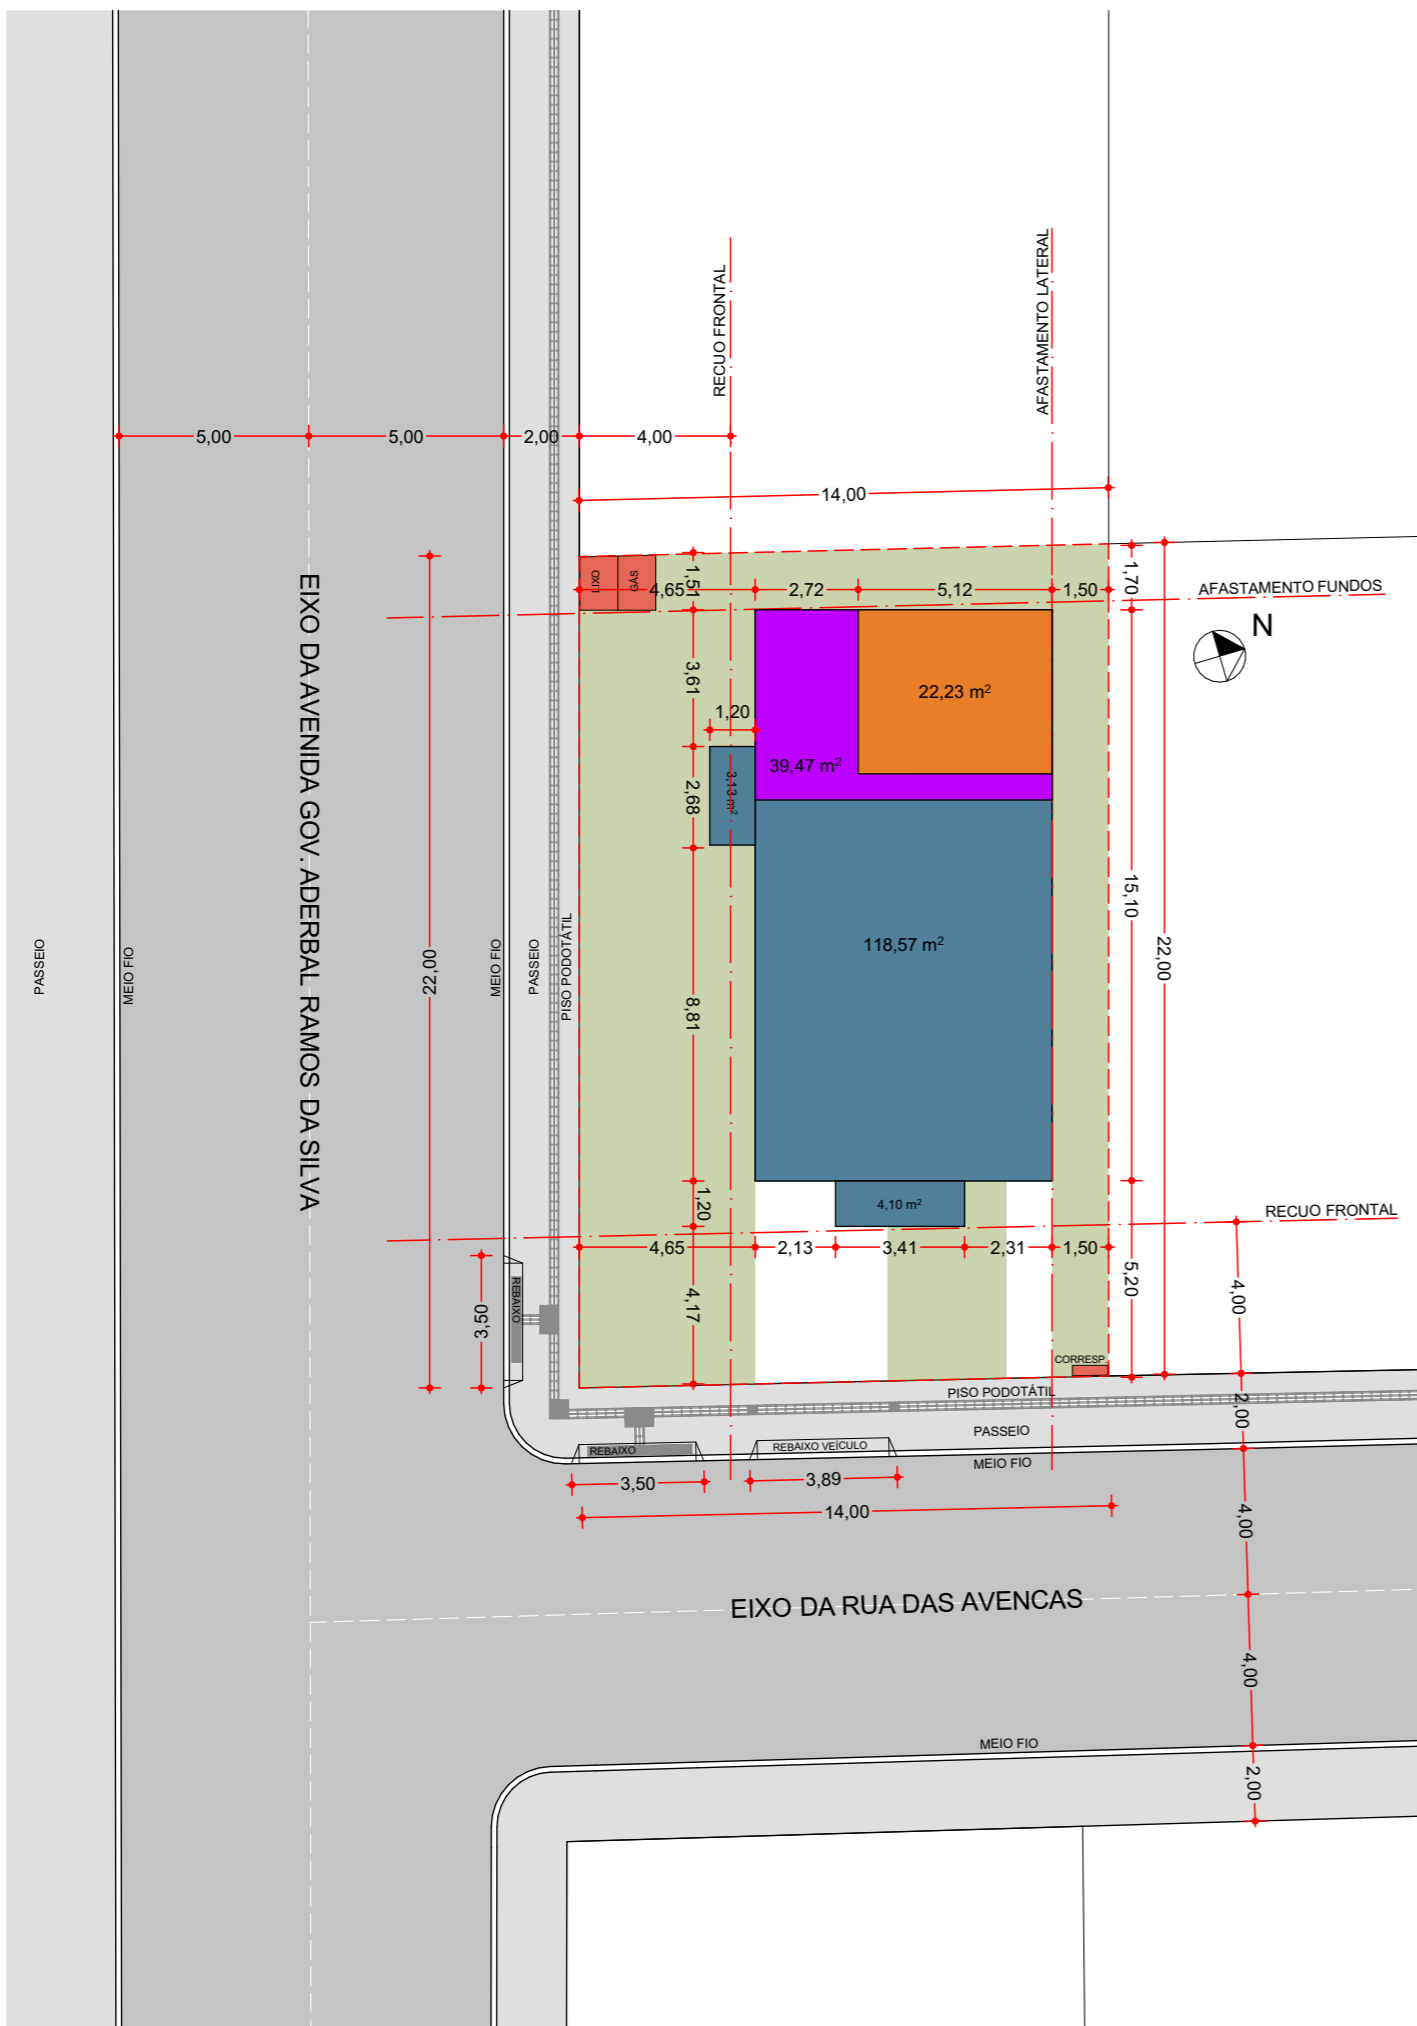 RECUO FRONTAL
AFASTAMENTO LATERAL
5,00
5,00
2,00
4,00
14,00
LIXO
GÁS
1,51
4,65
2,72
5,12
1,50
1,70
AFASTAMENTO FUNDOS
N
EIXO DA AVENIDA GOV. ADERBAL RAMOS DA SILVA
3,61
22,23 m²
1,20
39,47 m²
3,13 m²
2,68
15,10
22,00
22,00
118,57 m²
PASSEIO
MEIO FIO
MEIO FIO
PASSEIO
PISO PODOTÁTIL
8,81
1,20
4,10 m²
RECUO FRONTAL
4,65
2,13
3,41
2,31
1,50
5,20
4,00
3,50
REBAIXO
4,17
CORRESP.
PISO PODOTÁTIL
2,00
PASSEIO
REBAIXO
REBAIXO VEÍCULO
MEIO FIO
3,50
3,89
14,00
4,00
EIXO DA RUA DAS AVENCAS
4,00
MEIO FIO
2,00